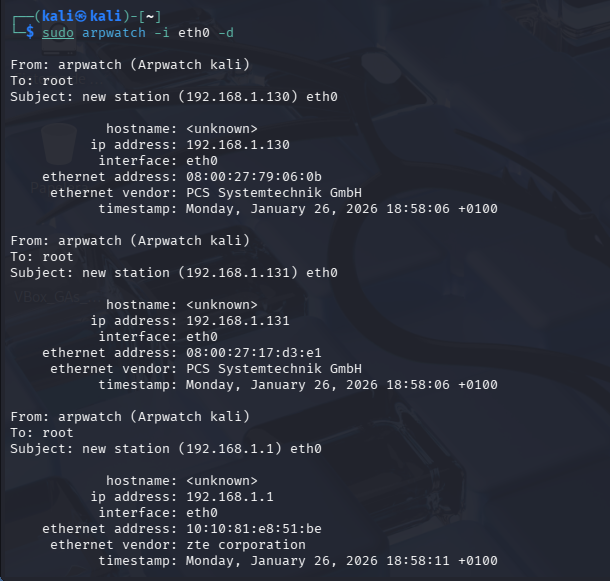 ┌──(kali㉿kali)-[~]
└─$ sudo arpwatch -i eth0 -d
From: arpwatch (Arpwatch kali)
To: root
Subject: new station (192.168.1.130) eth0
hostname: <unknown>
ip address: 192.168.1.130
interface: eth0
ethernet address: 08:00:27:79:06:0b
ethernet vendor: PCS Systemtechnik GmbH
timestamp: Monday, January 26, 2026 18:58:06 +0100
From: arpwatch (Arpwatch kali)
To: root
Subject: new station (192.168.1.131) eth0
VBox_GAs_
hostname: <unknown>
ip address: 192.168.1.131
interface: eth0
ethernet address: 08:00:27:17:d3:e1
ethernet vendor: PCS Systemtechnik GmbH
timestamp: Monday, January 26, 2026 18:58:06 +0100
From: arpwatch (Arpwatch kali)
To: root
Subject: new station (192.168.1.1) eth0
hostname: <unknown>
ip address: 192.168.1.1
interface: eth0
ethernet address: 10:10:81:e8:51:be
ethernet vendor: zte corporation
timestamp: Monday, January 26, 2026 18:58:11 +0100